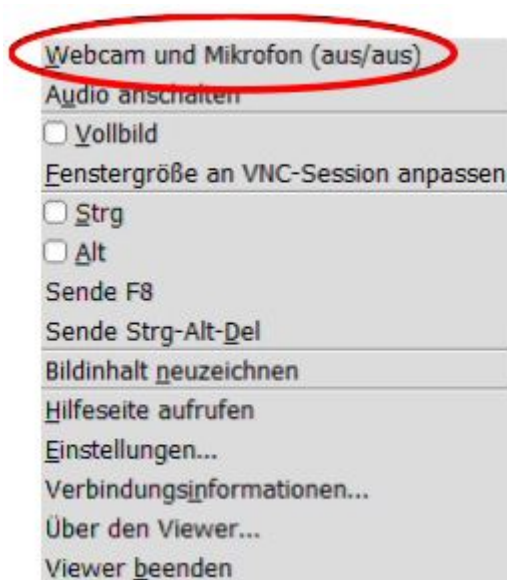 Webcam und Mikrofon (aus/aus)
Audio anschalten
Vollbild
Fenstergröße an VNC-Session anpassen
Strg
Alt
Sende F8
Sende Strg-Alt-Del
Bildinhalt neuzeichnen
Hilfeseite aufrufen
Einstellungen...
Verbindungsinformationen...
Über den Viewer...
Viewer beenden